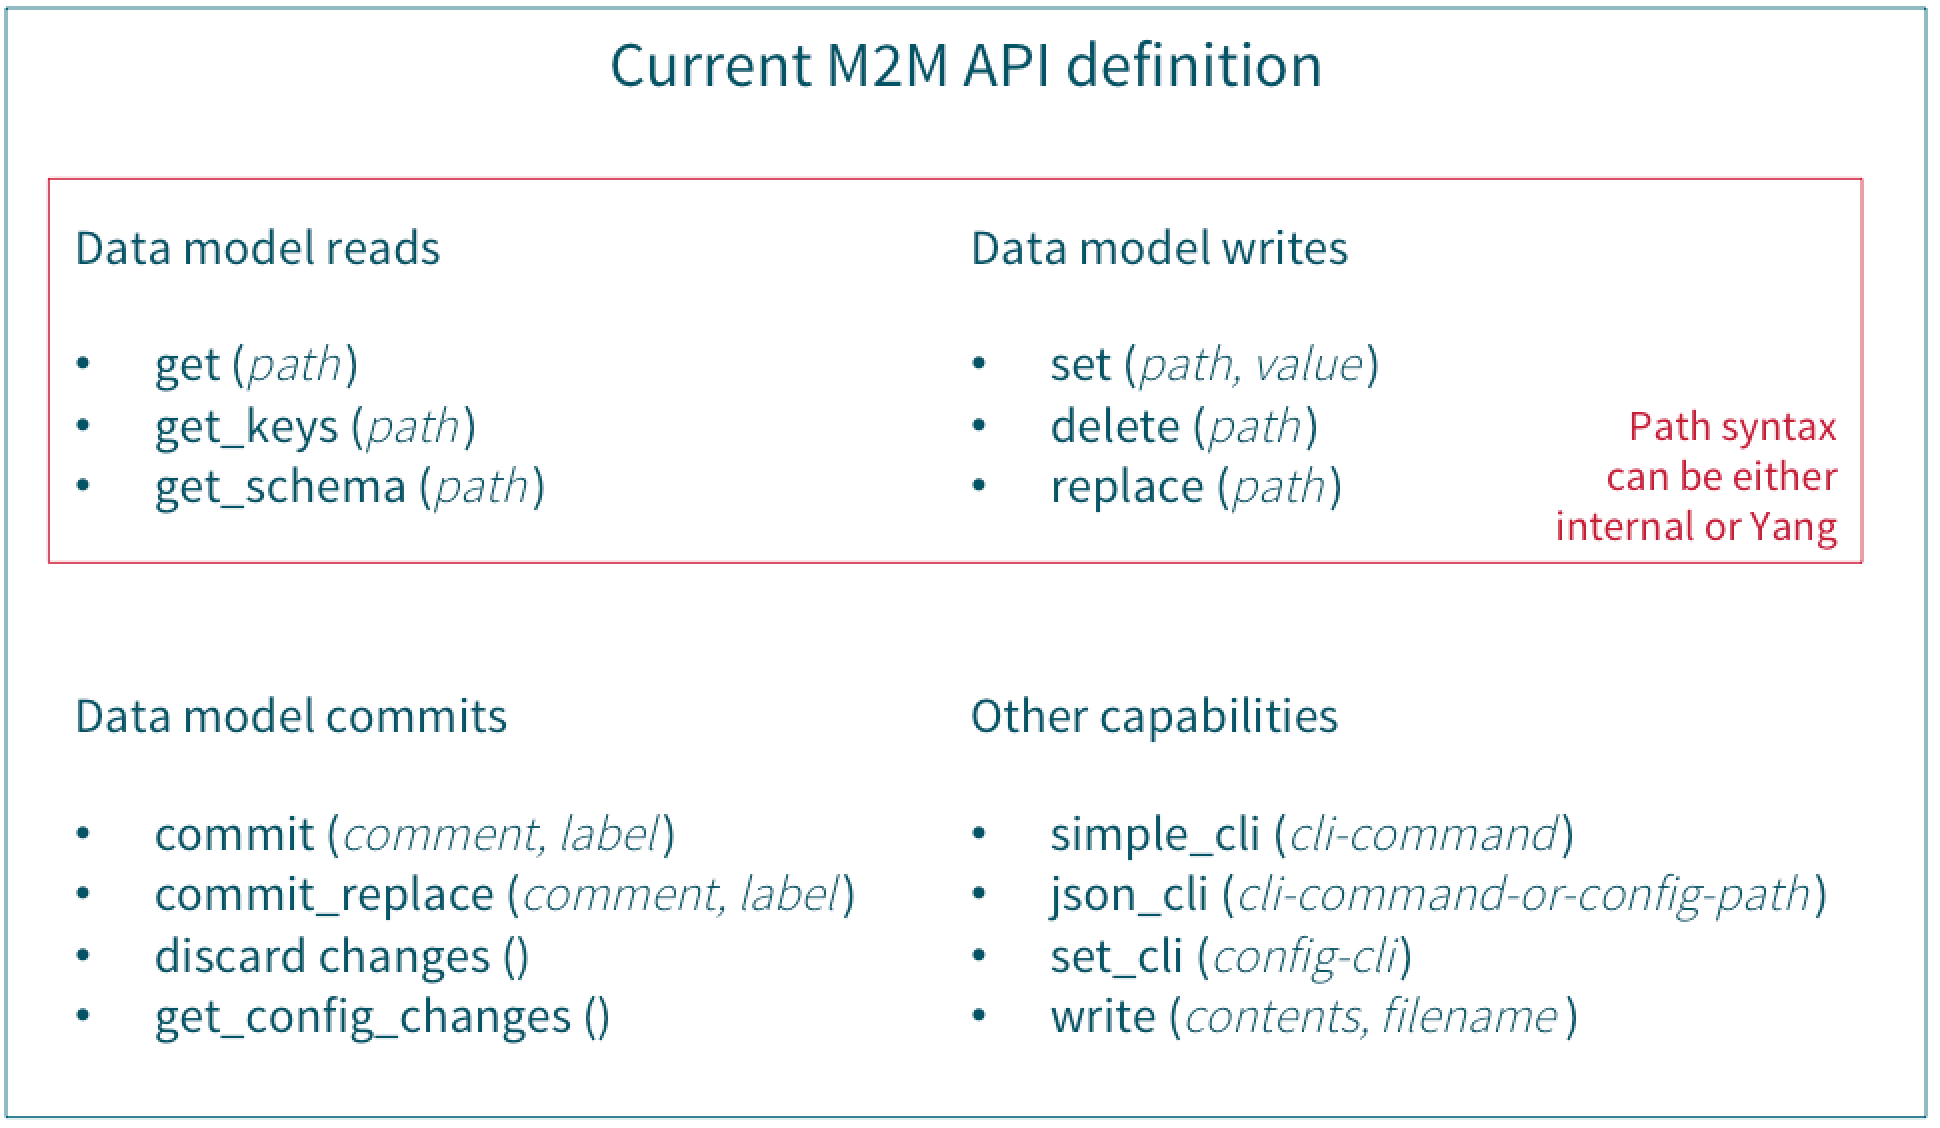 Current M2M API definition
Data model reads
• get (path)
• get_keys (path)
• get_schema (path)
Data model writes
• set (path, value)
• delete (path)
• replace (path)
Path syntax
can be either
internal or Yang
Data model commits
• commit (comment, label)
• commit_replace (comment, label)
• discard changes ()
• get_config_changes ()
Other capabilities
• simple_cli (cli-command)
• json_cli (cli-command-or-config-path)
• set_cli (config-cli)
• write (contents, filename )